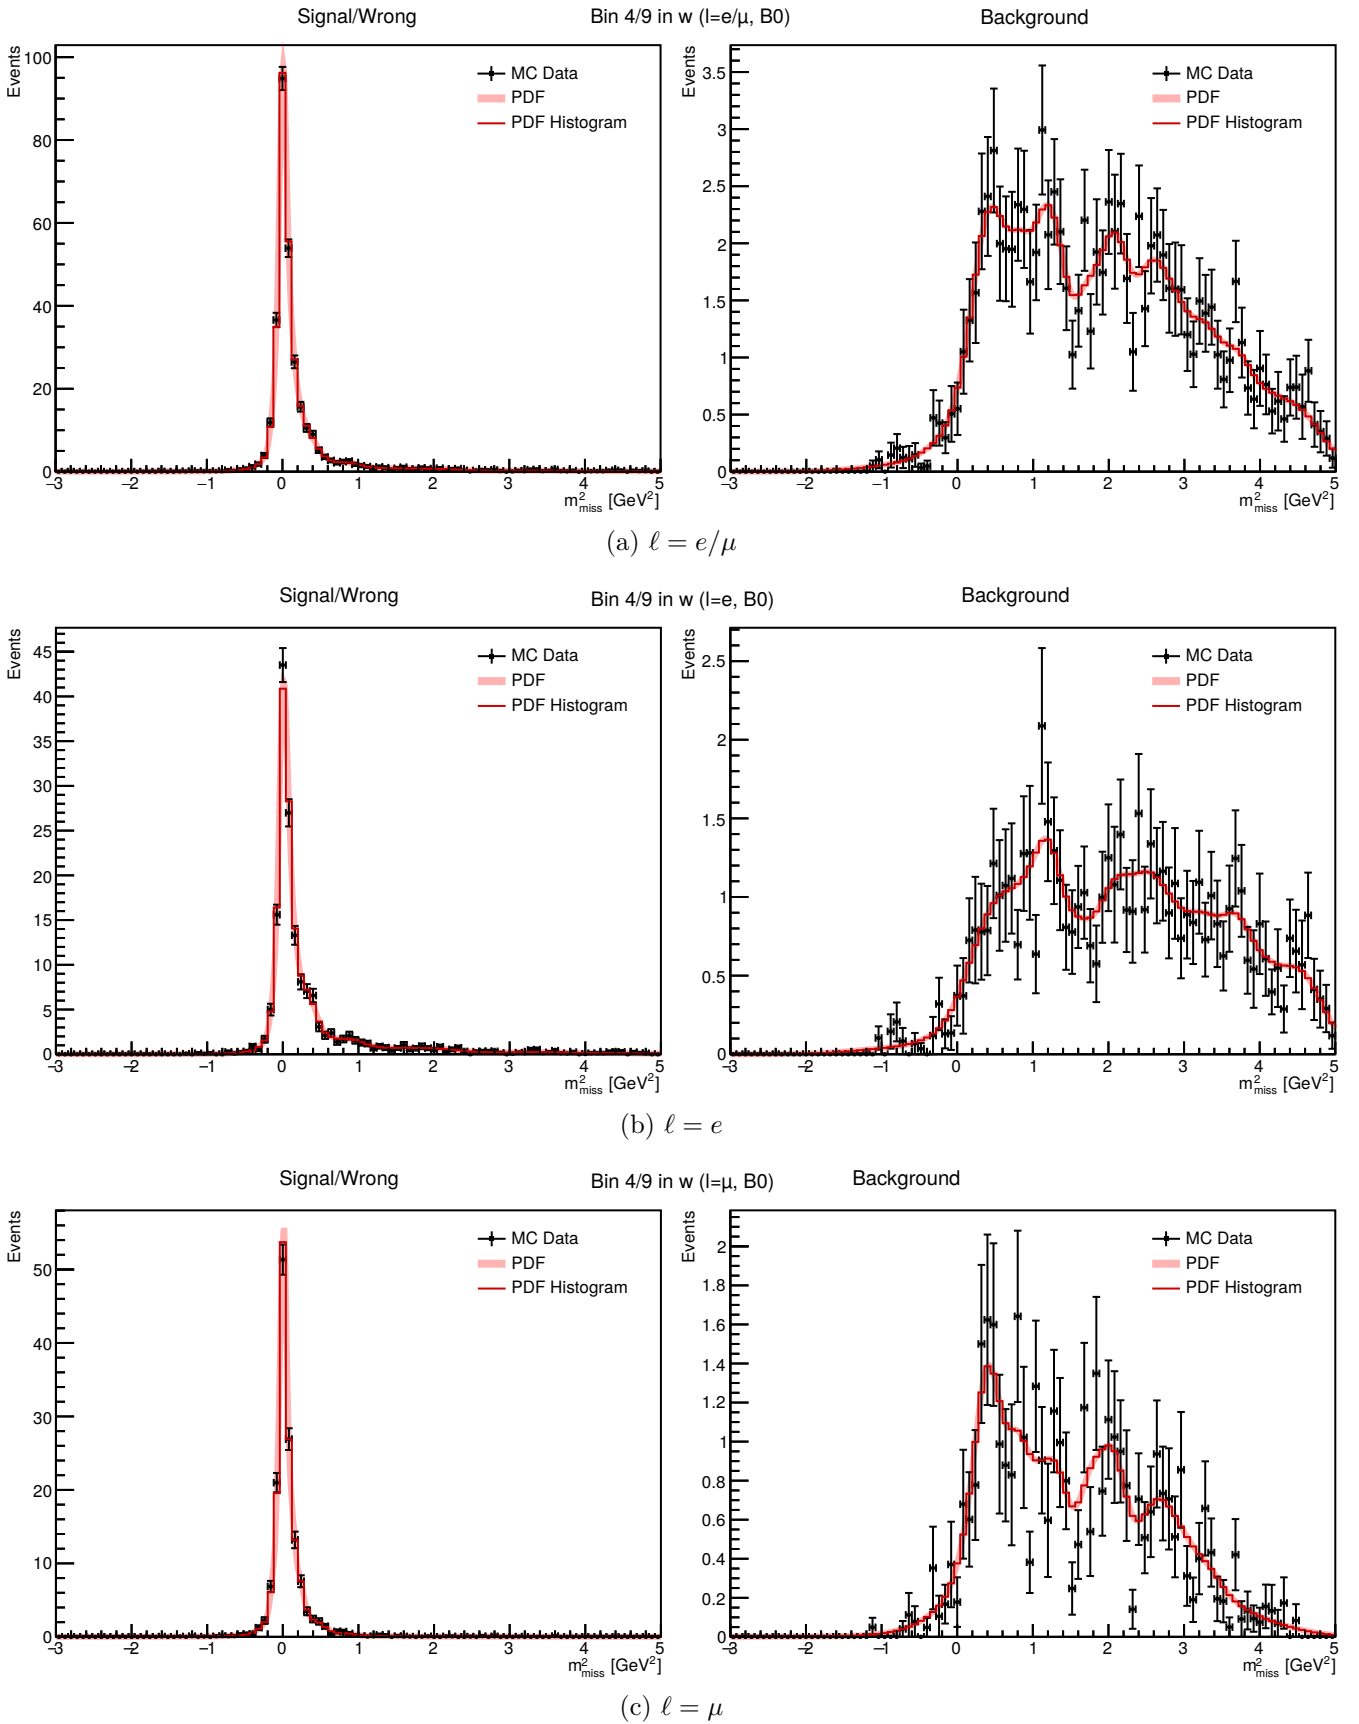 Signal/Wrong
Bin 4/9 in w (l=e/μ, B0)
Background
Events
100
80
60
40
20
0
−3 −2 −1 0 1 2 3 4 5
m²miss [GeV²]
MC Data
PDF
PDF Histogram
Events
3.5
3
2.5
2
1.5
1
0.5
0
−3 −2 −1 0 1 2 3 4 5
m²miss [GeV²]
MC Data
PDF
PDF Histogram
(a) ℓ = e/μ
Signal/Wrong
Bin 4/9 in w (l=e, B0)
Background
Events
45
40
35
30
25
20
15
10
5
0
−3 −2 −1 0 1 2 3 4 5
m²miss [GeV²]
MC Data
PDF
PDF Histogram
Events
2.5
2
1.5
1
0.5
0
−3 −2 −1 0 1 2 3 4 5
m²miss [GeV²]
MC Data
PDF
PDF Histogram
(b) ℓ = e
Signal/Wrong
Bin 4/9 in w (l=μ, B0)
Background
Events
50
40
30
20
10
0
−3 −2 −1 0 1 2 3 4 5
m²miss [GeV²]
MC Data
PDF
PDF Histogram
Events
2
1.8
1.6
1.4
1.2
1
0.8
0.6
0.4
0.2
0
−3 −2 −1 0 1 2 3 4 5
m²miss [GeV²]
MC Data
PDF
PDF Histogram
(c) ℓ = μ